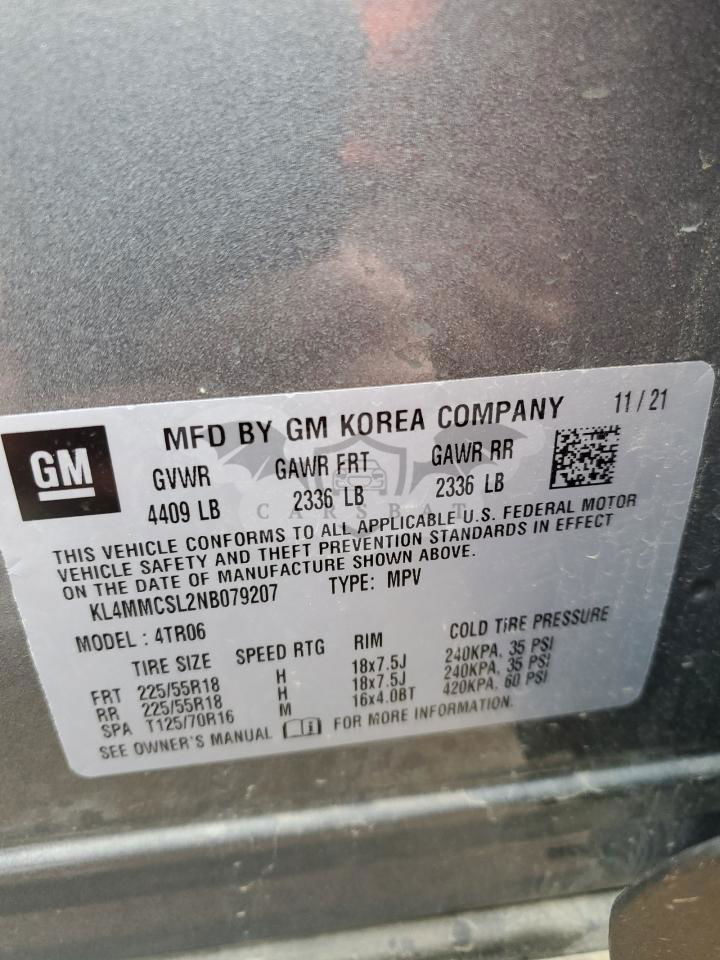 GM
MFD BY GM KOREA COMPANY 11/21
GVWR GAWR FRT GAWR RR
4409 LB 2336 LB 2336 LB
CARSBAT
THIS VEHICLE CONFORMS TO ALL APPLICABLE U.S. FEDERAL MOTOR
VEHICLE SAFETY AND THEFT PREVENTION STANDARDS IN EFFECT
ON THE DATE OF MANUFACTURE SHOWN ABOVE.
KL4MMCSL2NB079207 TYPE: MPV
MODEL : 4TR06
TIRE SIZE SPEED RTG RIM COLD TIRE PRESSURE
FRT 225/55R18 H 18x7.5J 240KPA, 35 PSI
RR 225/55R18 H 18x7.5J 240KPA, 35 PSI
SPA T125/70R16 M 16x4.0BT 420KPA, 60 PSI
SEE OWNER'S MANUAL FOR MORE INFORMATION.